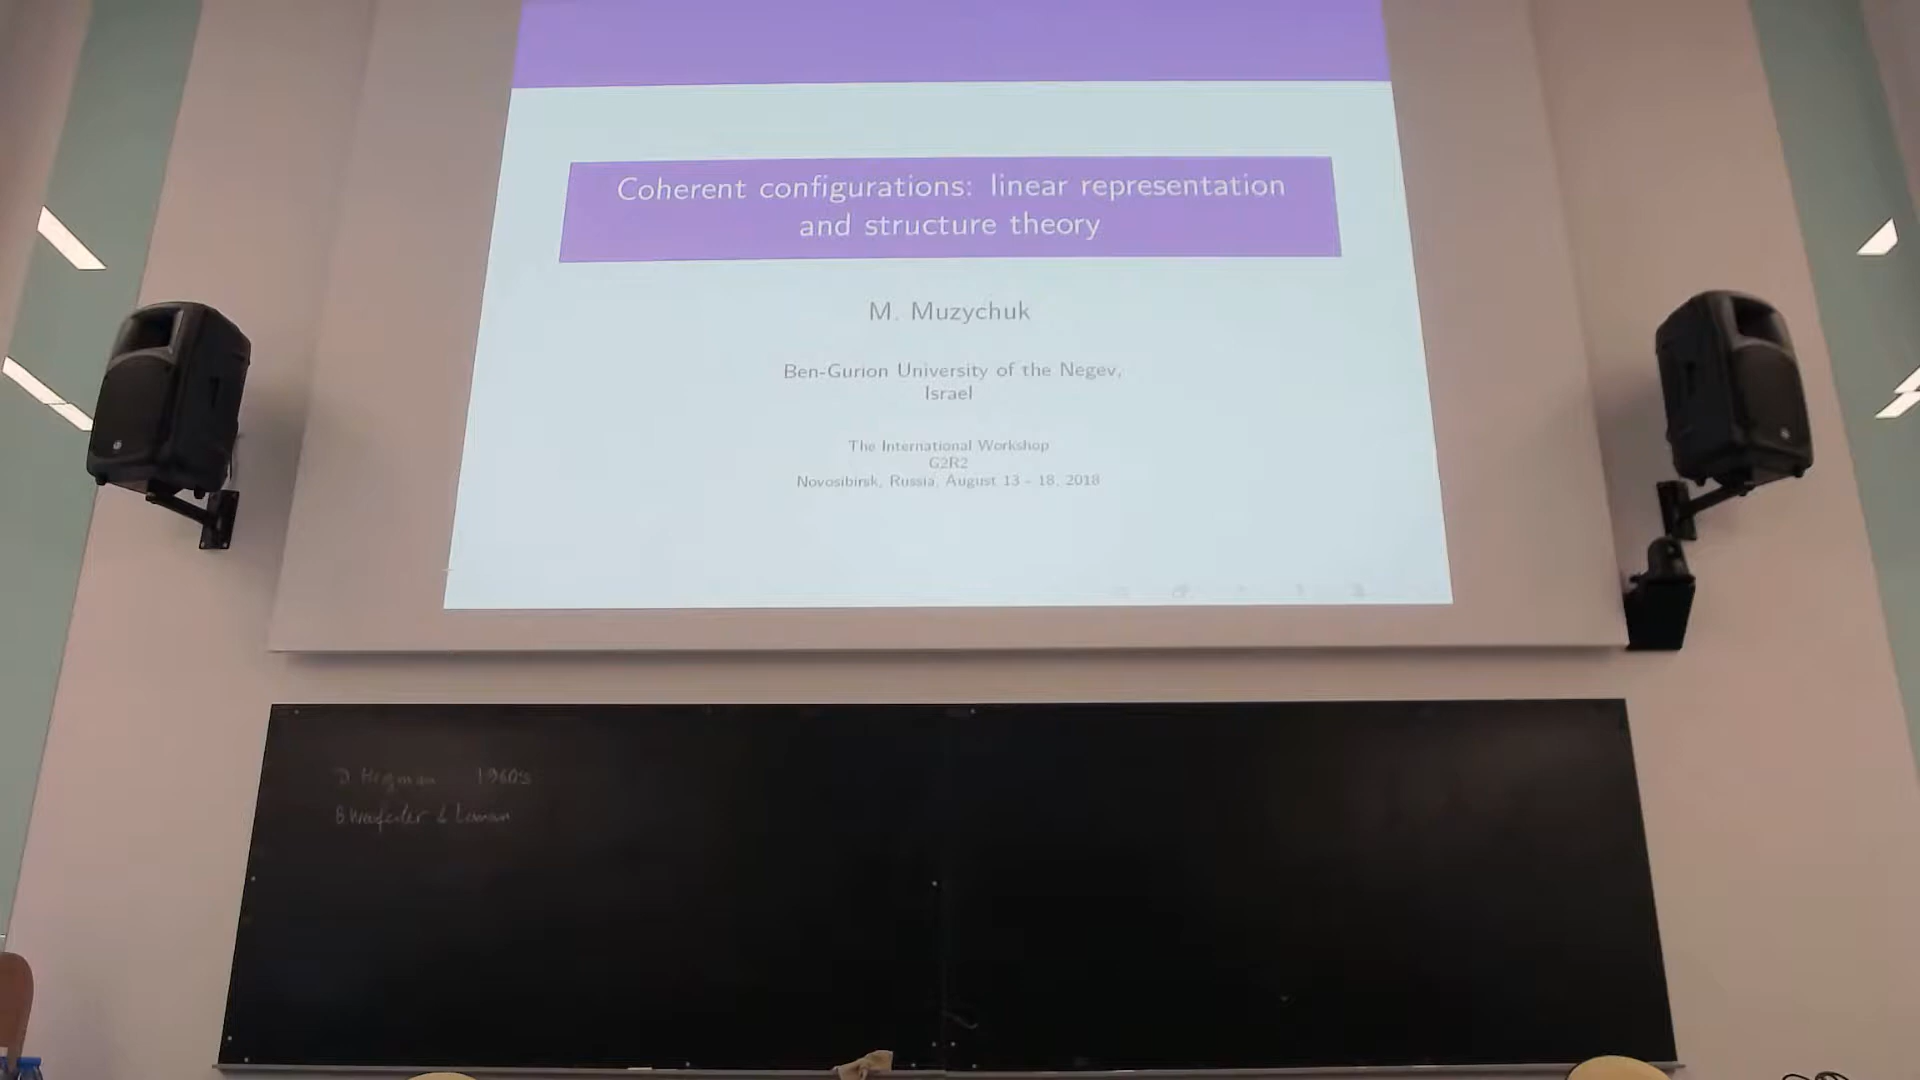 Coherent configurations: linear representation
and structure theory
M. Muzychuk
Ben-Gurion University of the Negev,
Israel
The International Workshop
G2R2
Novosibirsk, Russia, August 13 - 18, 2018
D. Higman 1960's
B. Weisfeiler & Leman